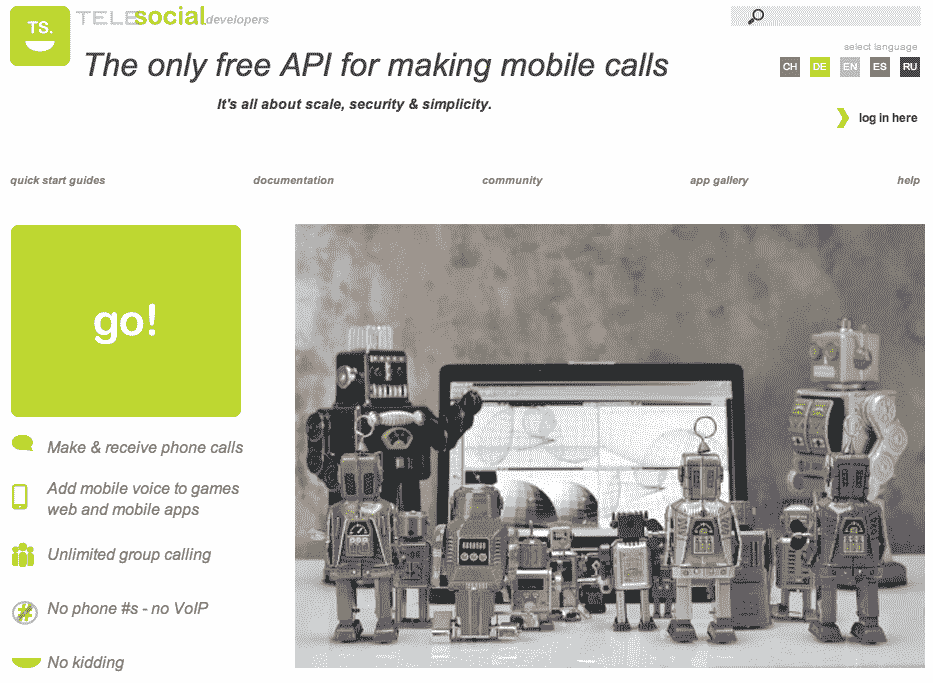 TS.
TELEsocial developers
The only free API for making mobile calls
It's all about scale, security & simplicity.
select language
CH DE EN ES RU
log in here
quick start guides documentation community app gallery help
go!
Make & receive phone calls
Add mobile voice to games
web and mobile apps
Unlimited group calling
No phone #s - no VoIP
No kidding